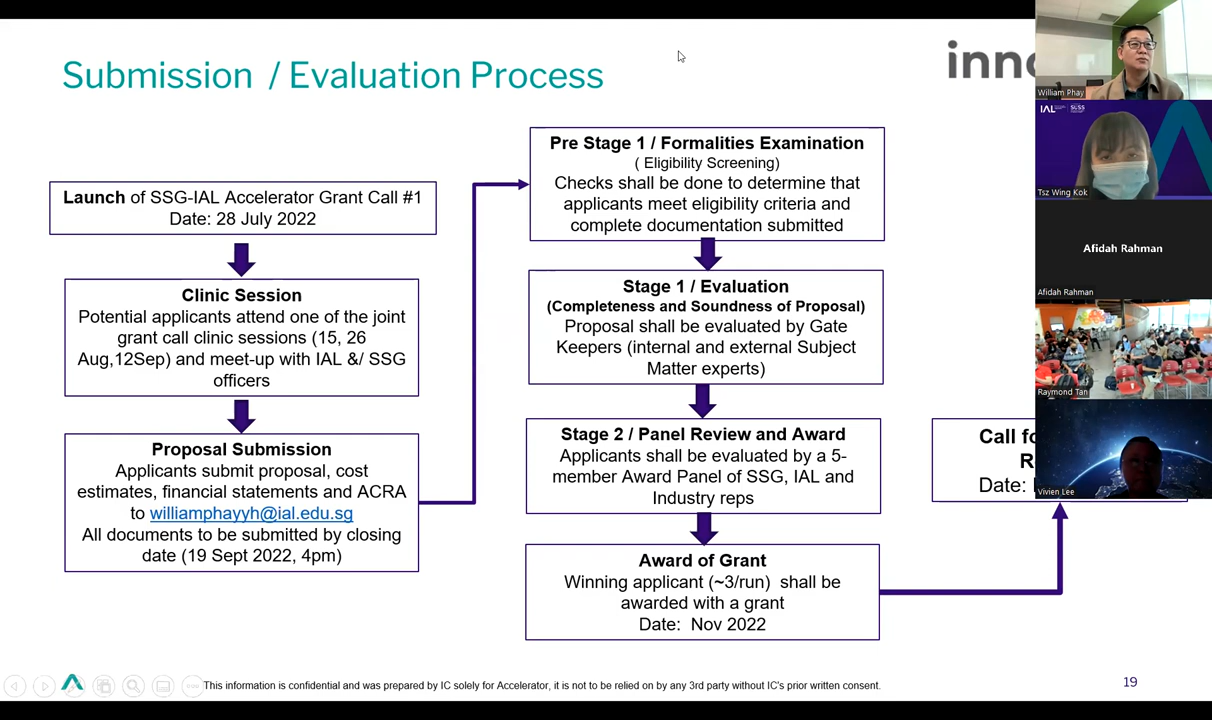 Submission / Evaluation Process
Launch of SSG-IAL Accelerator Grant Call #1
Date: 28 July 2022
Clinic Session
Potential applicants attend one of the joint
grant call clinic sessions (15, 26
Aug,12Sep) and meet-up with IAL &/ SSG
officers
Proposal Submission
Applicants submit proposal, cost
estimates, financial statements and ACRA
to williamphayyh@ial.edu.sg
All documents to be submitted by closing
date (19 Sept 2022, 4pm)
Pre Stage 1 / Formalities Examination
( Eligibility Screening)
Checks shall be done to determine that
applicants meet eligibility criteria and
complete documentation submitted
Stage 1 / Evaluation
(Completeness and Soundness of Proposal)
Proposal shall be evaluated by Gate
Keepers (internal and external Subject
Matter experts)
Stage 2 / Panel Review and Award
Applicants shall be evaluated by a 5-
member Award Panel of SSG, IAL and
Industry reps
Award of Grant
Winning applicant (~3/run) shall be
awarded with a grant
Date: Nov 2022
Call
Date:
William Phay
IAL SUSS
Tsz Wing Kok
Afidah Rahman
Afidah Rahman
Raymond Tan
Vivien Lee
This information is confidential and was prepared by IC solely for Accelerator, it is not to be relied on by any 3rd party without IC's prior written consent.
19